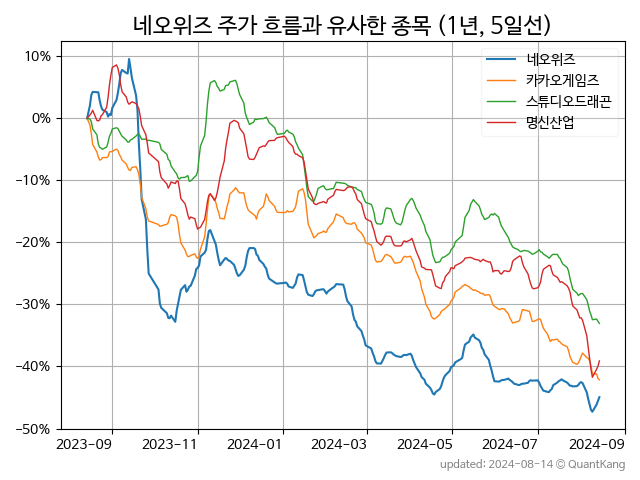 네오위즈 주가 흐름과 유사한 종목 (1년, 5일선)
네오위즈
카카오게임즈
스튜디오드래곤
명신산업
10%
0%
−10%
−20%
−30%
−40%
−50%
2023-09 2023-11 2024-01 2024-03 2024-05 2024-07 2024-09
updated: 2024-08-14 © QuantKang